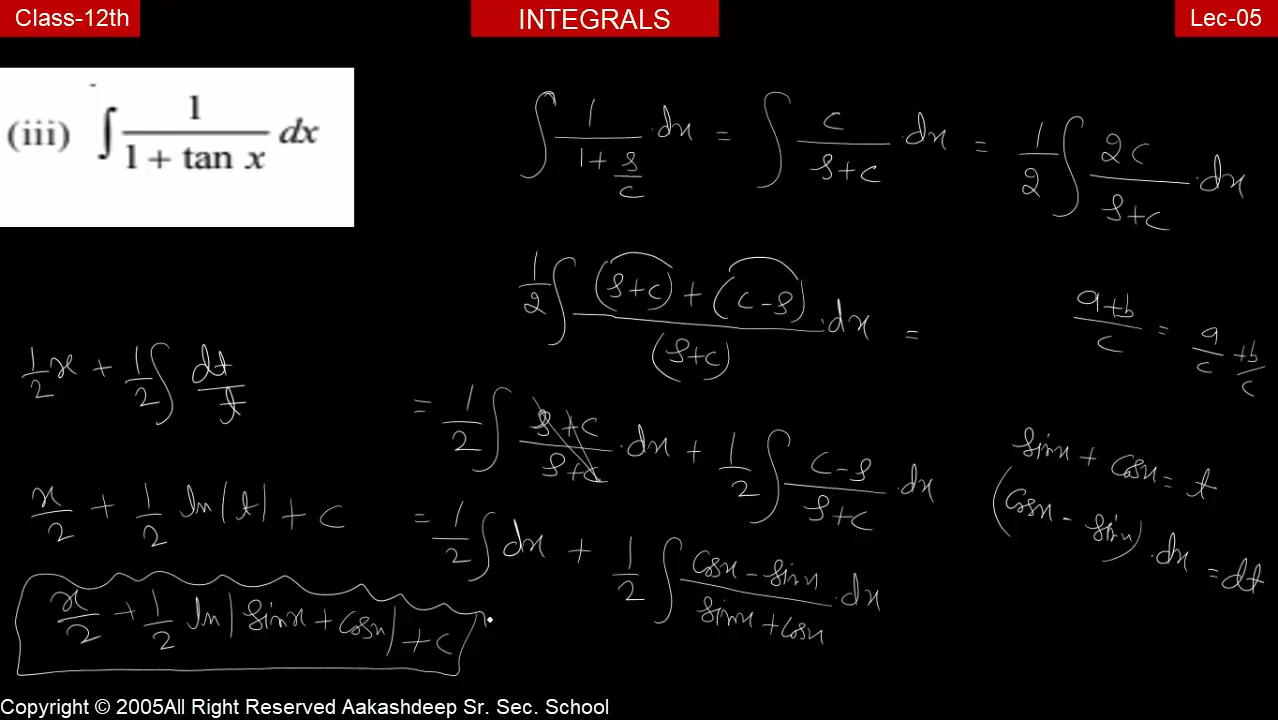 Class-12th
INTEGRALS
Lec-05
(iii) ∫ 1/(1 + tan x) dx
∫ 1/(1 + s/c) .dx = ∫ c/(s+c) .dx = 1/2 ∫ 2c/(s+c) .dx
1/2 ∫ ((s+c) + (c-s))/(s+c) .dx =
(a+b)/c = a/c + b/c
= 1/2 ∫ (s+c)/(s+c) .dx + 1/2 ∫ (c-s)/(s+c) .dx
= 1/2 ∫ dx + 1/2 ∫ (cosx - sinx)/(sinx + cosx) .dx
sinx + cosx = t
(cosx - sinx) .dx = dt
1/2 x + 1/2 ∫ dt/t
x/2 + 1/2 ln|t| + c
x/2 + 1/2 ln|sinx + cosx| + c
Copyright © 2005All Right Reserved Aakashdeep Sr. Sec. School